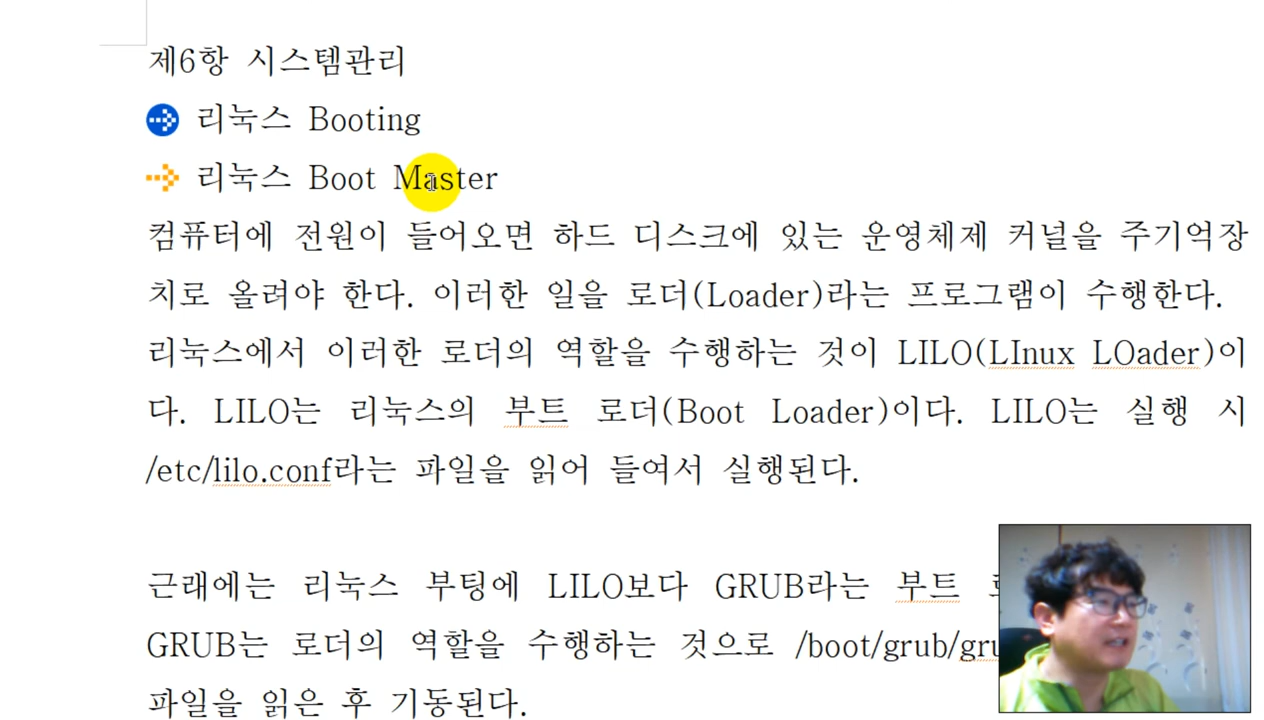 제6항 시스템관리
리눅스 Booting
리눅스 Boot Master
컴퓨터에 전원이 들어오면 하드 디스크에 있는 운영체제 커널을 주기억장
치로 올려야 한다. 이러한 일을 로더(Loader)라는 프로그램이 수행한다.
리눅스에서 이러한 로더의 역할을 수행하는 것이 LILO(LInux LOader)이
다. LILO는 리눅스의 부트 로더(Boot Loader)이다. LILO는 실행 시
/etc/lilo.conf라는 파일을 읽어 들여서 실행된다.
근래에는 리눅스 부팅에 LILO보다 GRUB라는 부트
GRUB는 로더의 역할을 수행하는 것으로 /boot/grub/gru
파일을 읽은 후 기동된다.